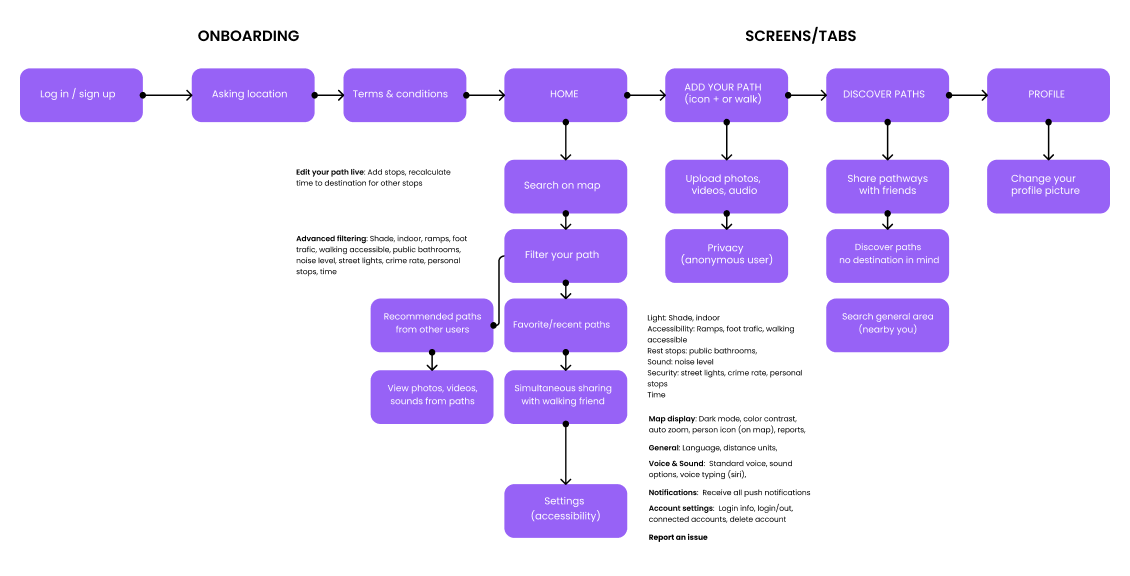 ONBOARDING
SCREENS/TABS
Log in / sign up
Asking location
Terms & conditions
HOME
ADD YOUR PATH
(icon + or walk)
DISCOVER PATHS
PROFILE
Edit your path live: Add stops, recalculate
time to destination for other stops
Search on map
Upload photos,
videos, audio
Share pathways
with friends
Change your
profile picture
Advanced filtering: Shade, indoor, ramps, foot
trafic, walking accessible, public bathrooms,
noise level, street lights, crime rate, personal
stops, time
Filter your path
Privacy
(anonymous user)
Discover paths
no destination in mind
Recommended paths
from other users
Favorite/recent paths
Light: Shade, indoor
Accessibility: Ramps, foot trafic, walking
accessible
Rest stops: public bathrooms,
Sound: noise level
Security: street lights, crime rate, personal
stops
Time
Search general area
(nearby you)
View photos, videos,
sounds from paths
Simultaneous sharing
with walking friend
Map display: Dark mode, color contrast,
auto zoom, person icon (on map), reports,
General: Language, distance units,
Voice & Sound:  Standard voice, sound
options, voice typing (siri),
Notifications:  Receive all push notifications
Account settings:  Login info, login/out,
connected accounts, delete account
Report an issue
Settings
(accessibility)